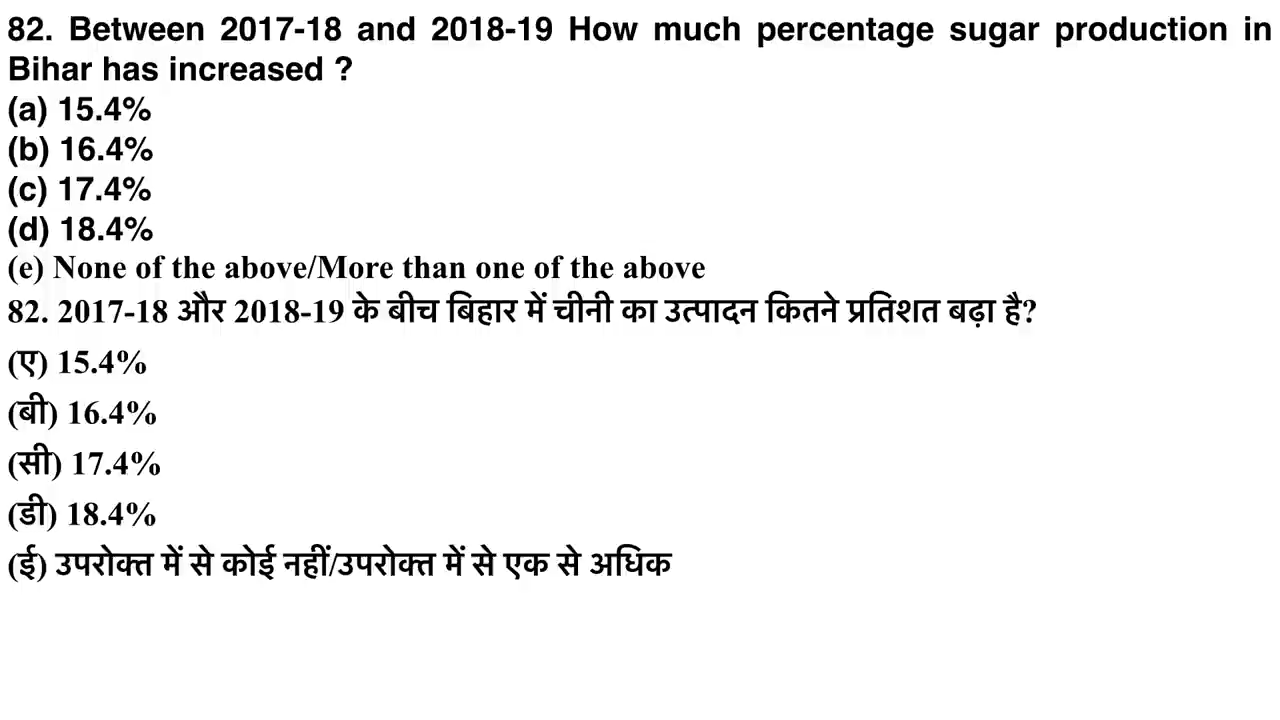 82. Between 2017-18 and 2018-19 How much percentage sugar production in
Bihar has increased ?
(a) 15.4%
(b) 16.4%
(c) 17.4%
(d) 18.4%
(e) None of the above/More than one of the above
82. 2017-18 और 2018-19 के बीच बिहार में चीनी का उत्पादन कितने प्रतिशत बढ़ा है?
(ए) 15.4%
(बी) 16.4%
(सी) 17.4%
(डी) 18.4%
(ई) उपरोक्त में से कोई नहीं/उपरोक्त में से एक से अधिक